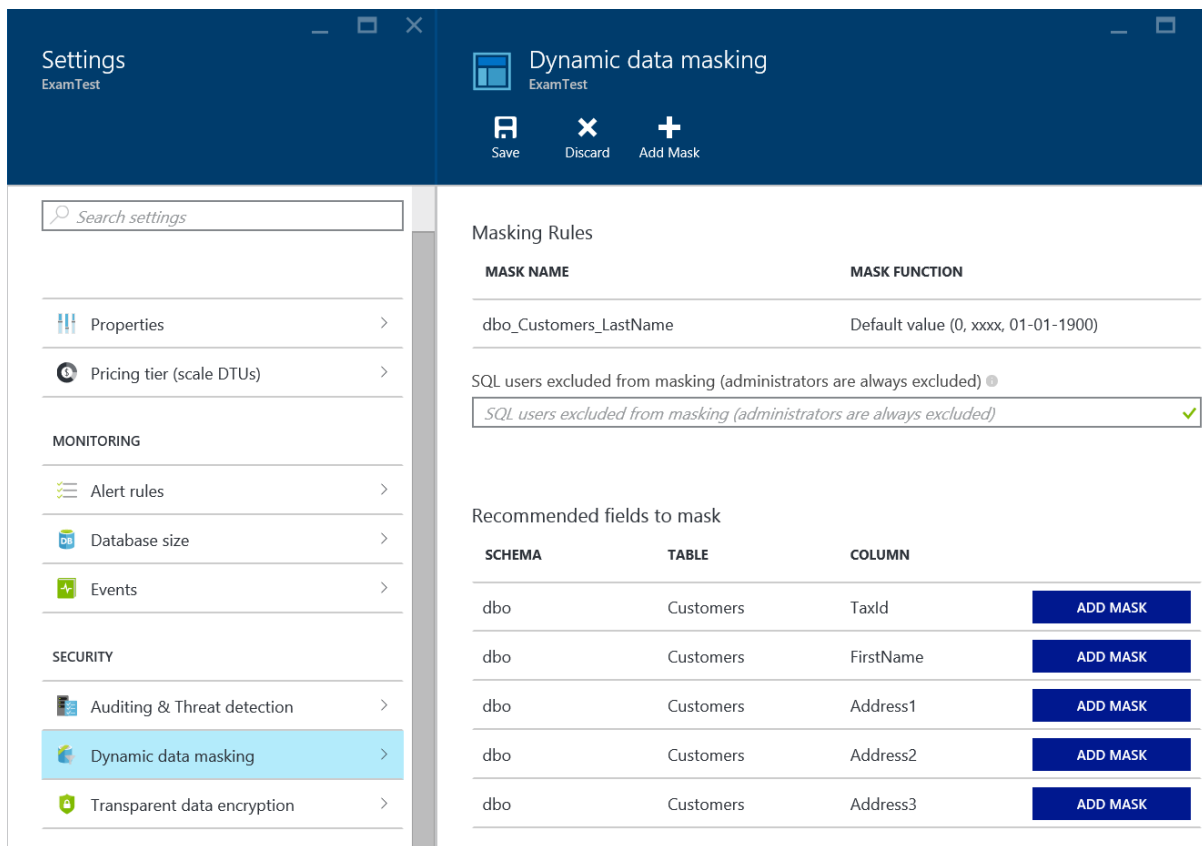 Settings
ExamTest
Search settings
Properties
Pricing tier (scale DTUs)
MONITORING
Alert rules
Database size
Events
SECURITY
Auditing & Threat detection
Dynamic data masking
Transparent data encryption
Dynamic data masking
ExamTest
Save Discard Add Mask
Masking Rules
MASK NAME MASK FUNCTION
dbo_Customers_LastName Default value (0, xxxx, 01-01-1900)
SQL users excluded from masking (administrators are always excluded)
SQL users excluded from masking (administrators are always excluded)
Recommended fields to mask
SCHEMA TABLE COLUMN
dbo Customers TaxId ADD MASK
dbo Customers FirstName ADD MASK
dbo Customers Address1 ADD MASK
dbo Customers Address2 ADD MASK
dbo Customers Address3 ADD MASK